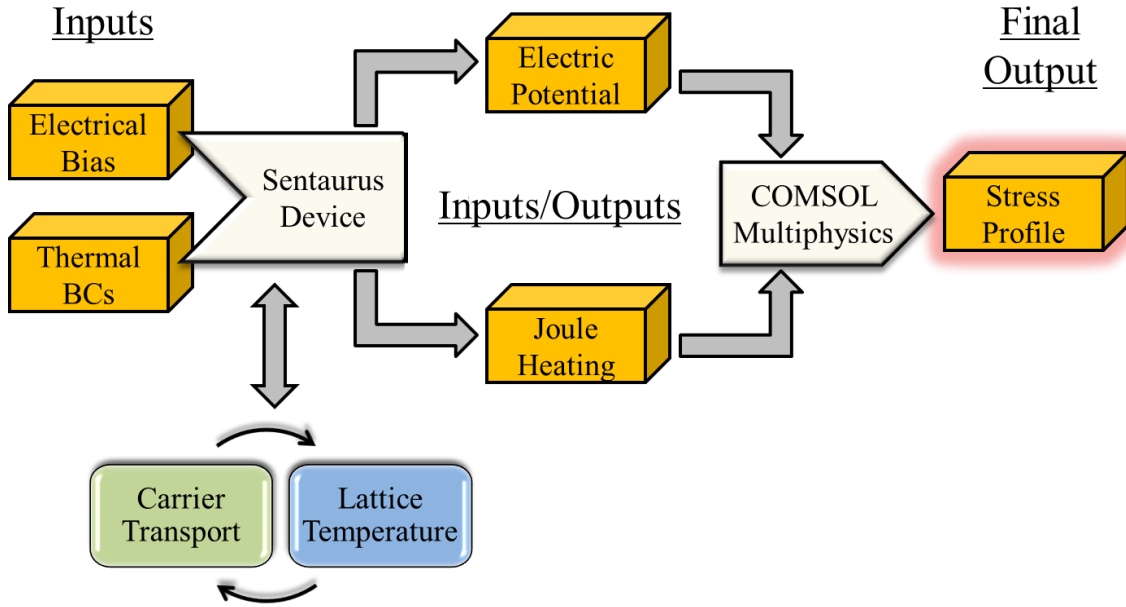 Inputs
Electrical
Bias
Thermal
BCs
Sentaurus
Device
Electric
Potential
Inputs/Outputs
Joule
Heating
COMSOL
Multiphysics
Final
Output
Stress
Profile
Carrier
Transport
Lattice
Temperature